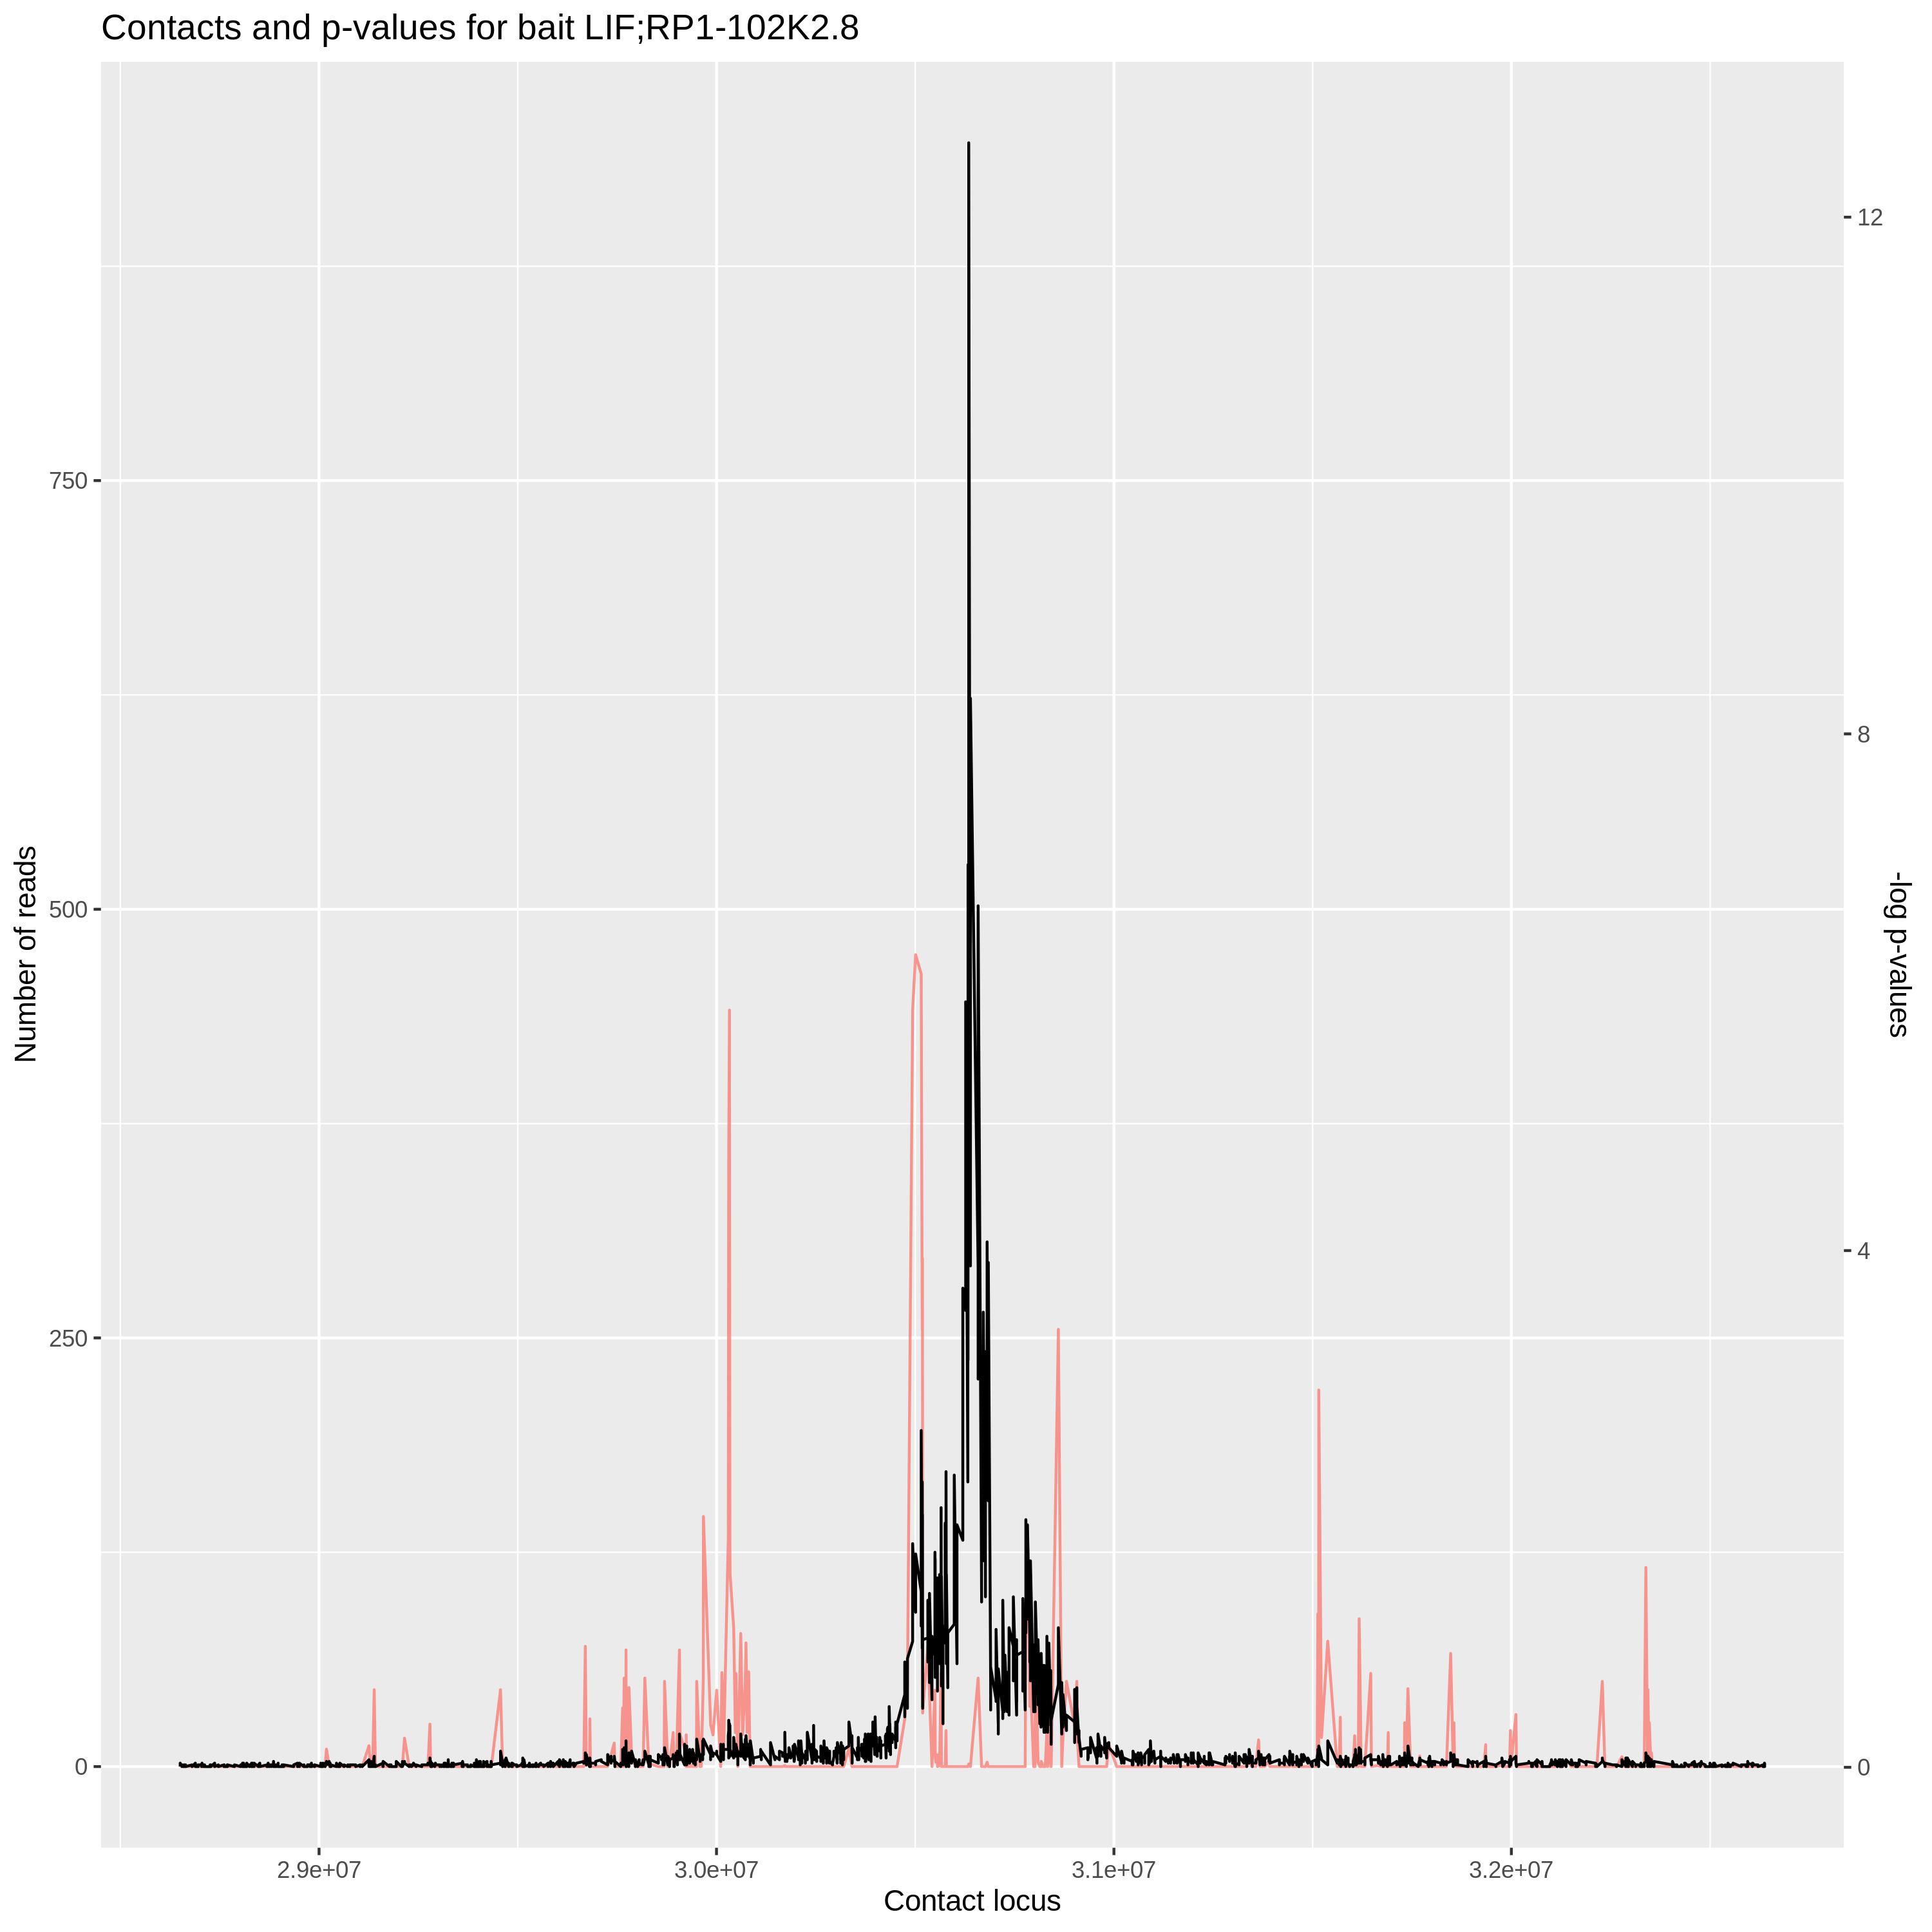 Contacts and p-values for bait LIF;RP1-102K2.8
Number of reads
750
500
250
0
12
8
4
0
-log p-values
2.9e+07
3.0e+07
3.1e+07
3.2e+07
Contact locus